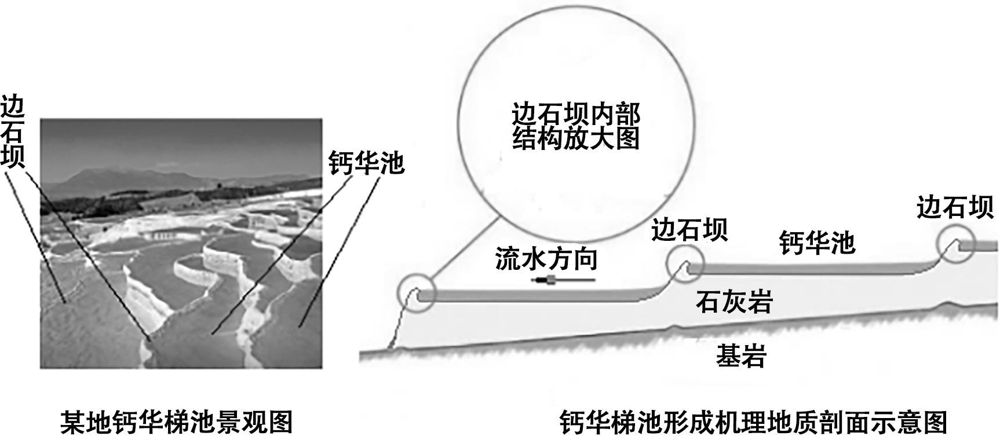 边石坝
钙华池
边石坝内部
结构放大图
流水方向
边石坝
钙华池
边石坝
石灰岩
基岩
某地钙华梯池景观图
钙华梯池形成机理地质剖面示意图